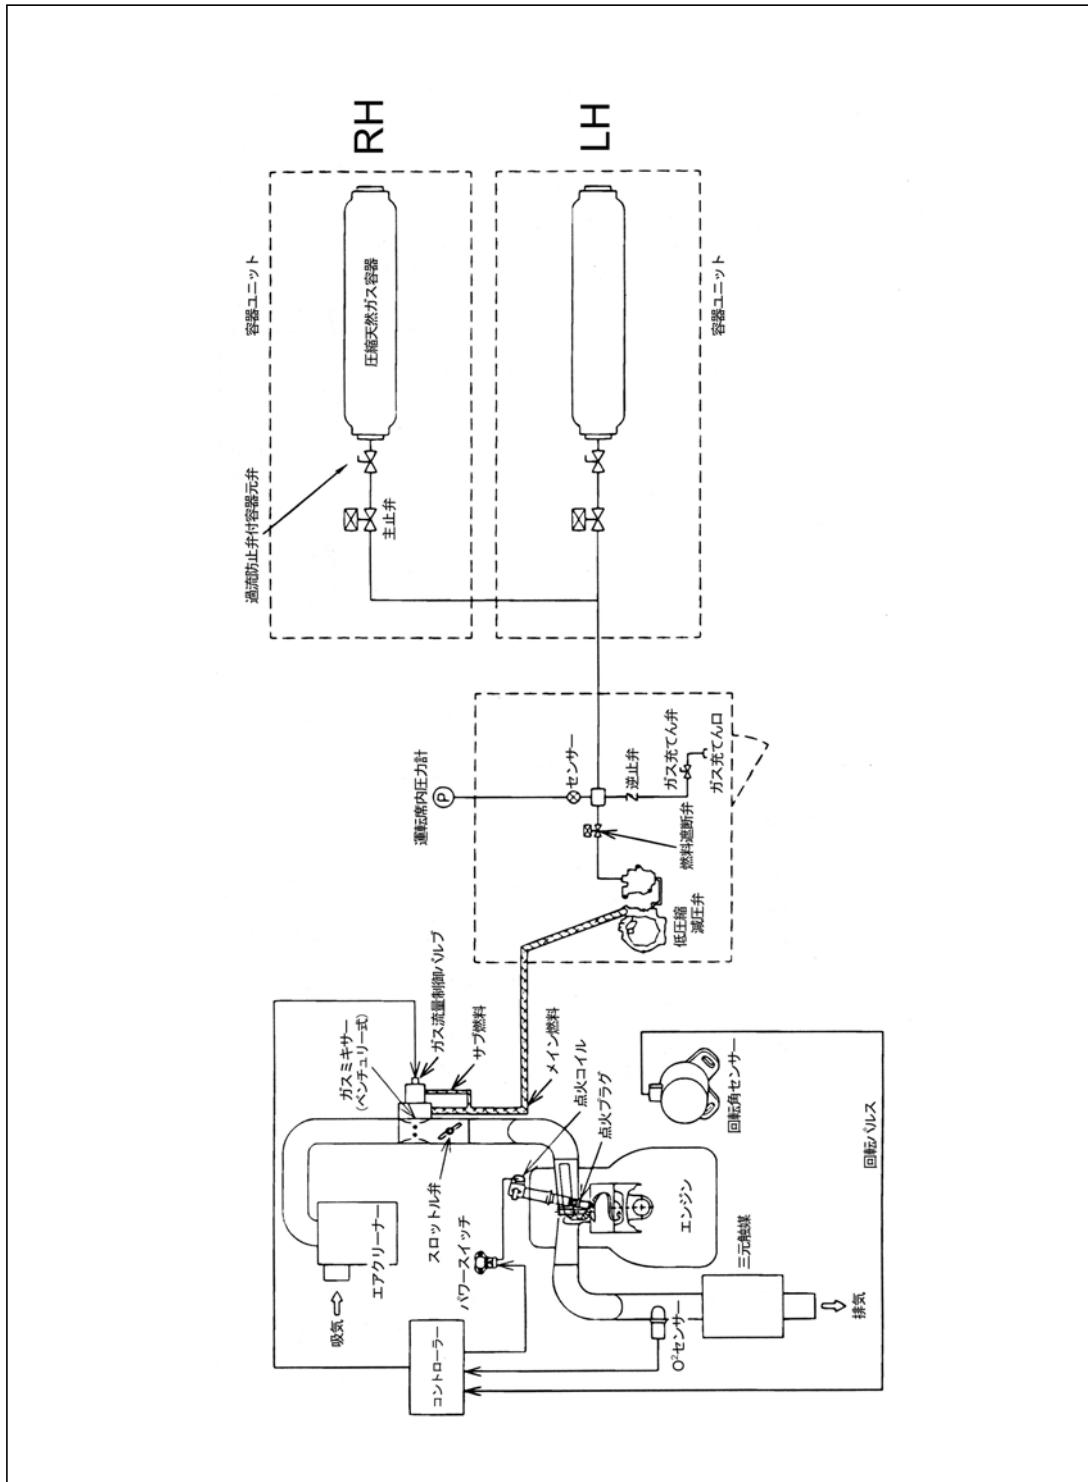 RH
LH
容器ユニット
圧縮天然ガス容器
容器ユニット
過流防止弁付容器元弁
主止弁
運転席内圧力計
P
センサー
逆止弁
ガス充てん弁
ガス充てん口
燃料遮断弁
低圧縮
減圧弁
ガスミキサー
(ベンチュリー式)
ガス流量制御バルブ
サブ燃料
メイン燃料
点火コイル
点火プラグ
スロットル弁
エアクリーナー
吸気
パワースイッチ
コントローラー
エンジン
回転角センサー
回転パルス
三元触媒
O²センサー
排気